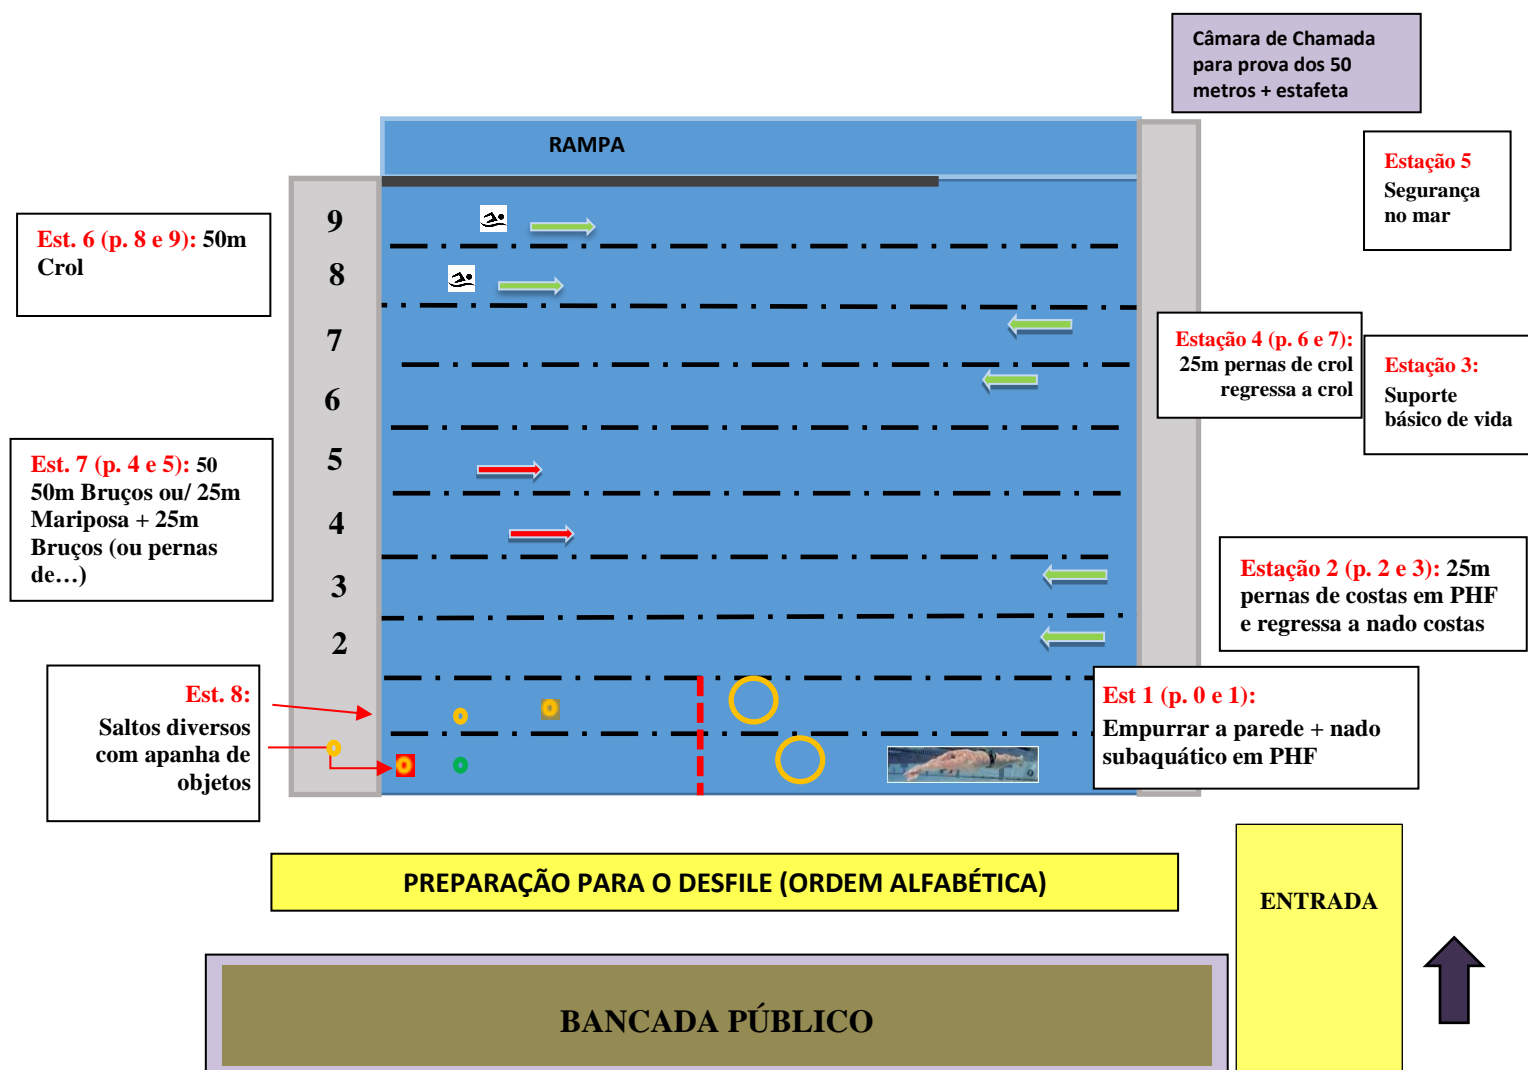 Câmara de Chamada
para prova dos 50
metros + estafeta
RAMPA
Estação 5
Segurança
no mar
9
Est. 6 (p. 8 e 9): 50m
Crol
8
7
Estação 4 (p. 6 e 7):
25m pernas de crol
regressa a crol
Estação 3:
Suporte
básico de vida
6
5
Est. 7 (p. 4 e 5): 50
50m Bruços ou/ 25m
Mariposa + 25m
Bruços (ou pernas
de…)
4
3
Estação 2 (p. 2 e 3): 25m
pernas de costas em PHF
e regressa a nado costas
2
Est. 8:
Saltos diversos
com apanha de
objetos
Est 1 (p. 0 e 1):
Empurrar a parede + nado
subaquático em PHF
PREPARAÇÃO PARA O DESFILE (ORDEM ALFABÉTICA)
ENTRADA
BANCADA PÚBLICO